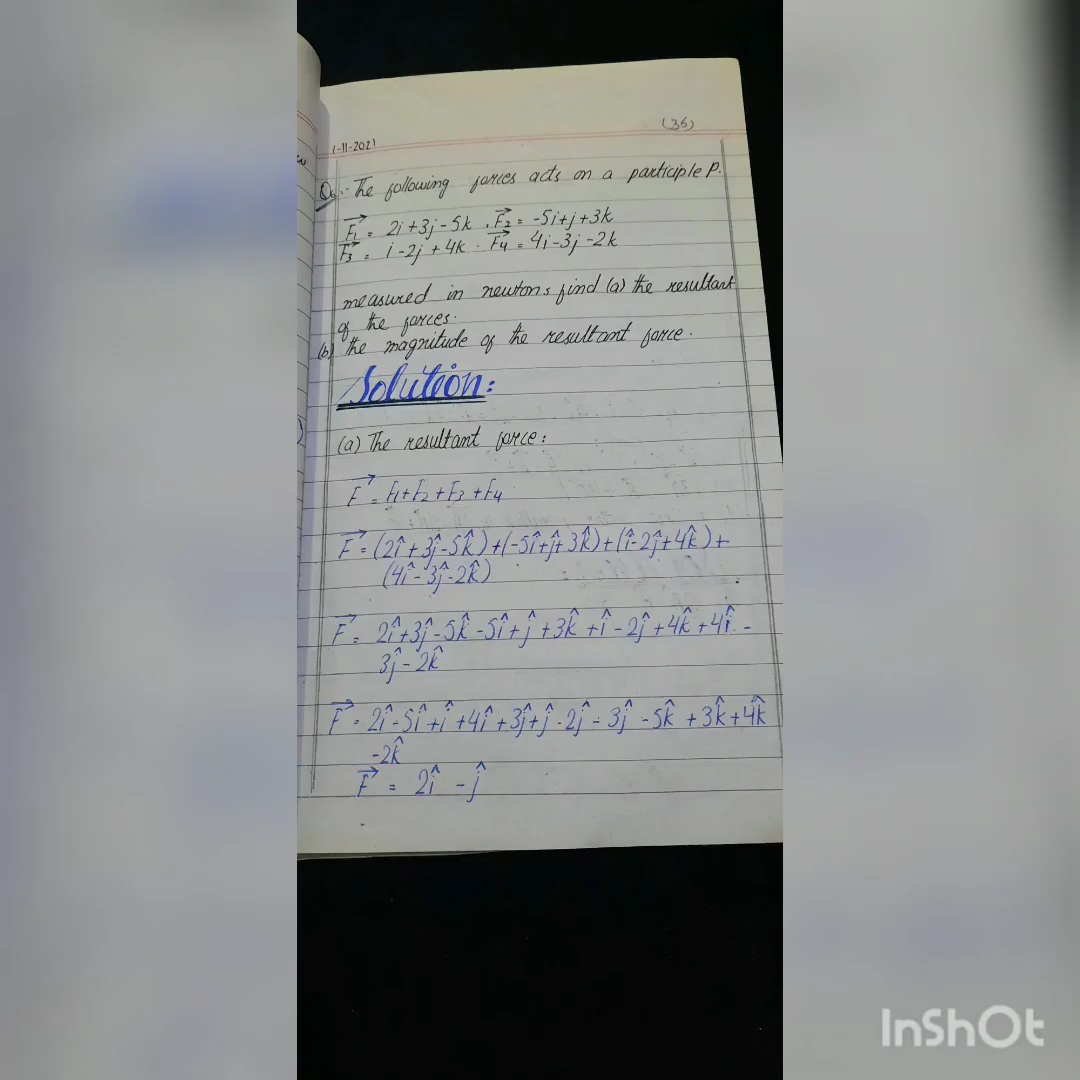 (36)
1-11-2021
Q6:- The following forces acts on a participle P.
F₁⃗ = 2i+3j-5k , F₂⃗ = -5i+j+3k
F₃⃗ = i-2j+4k . F₄⃗ = 4i-3j-2k
measured in newtons find (a) the resultant
of the forces.
(b) the magnitude of the resultant force.
Solution:
(a) The resultant force:
F⃗ = F₁+F₂+F₃+F₄
F⃗ = (2î+3ĵ-5k̂)+(-5î+ĵ+3k̂)+(î-2ĵ+4k̂)+
(4î-3ĵ-2k̂)
F⃗ = 2î+3ĵ-5k̂-5î+ĵ+3k̂+î-2ĵ+4k̂+4î-
3ĵ-2k̂
F⃗ = 2î-5î+î+4î+3ĵ+ĵ-2ĵ-3ĵ-5k̂+3k̂+4k̂
-2k̂
F⃗ = 2î-ĵ
InShOt